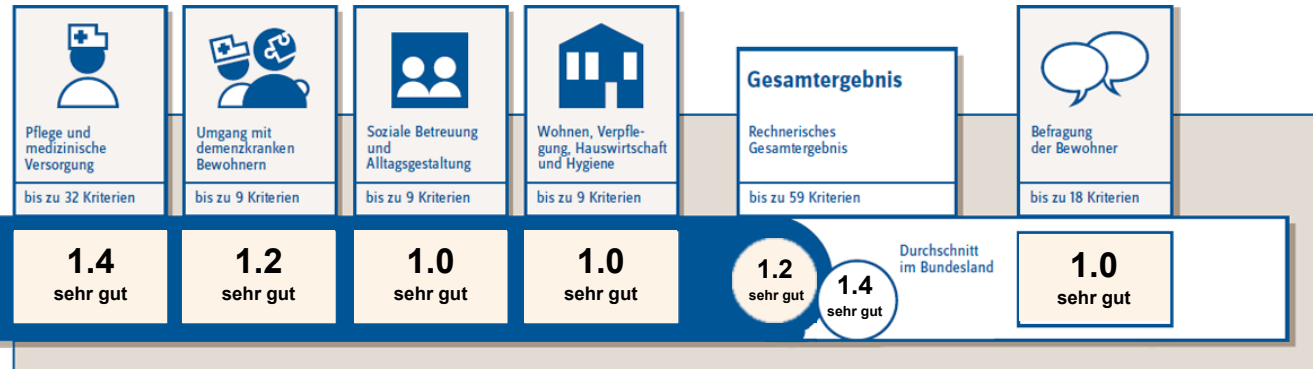 Pflege und
medizinische
Versorgung
bis zu 32 Kriterien
1.4
sehr gut
Umgang mit
demenzkranken
Bewohnern
bis zu 9 Kriterien
1.2
sehr gut
Soziale Betreuung
und
Alltagsgestaltung
bis zu 9 Kriterien
1.0
sehr gut
Wohnen, Verpfle-
gung, Hauswirtschaft
und Hygiene
bis zu 9 Kriterien
1.0
sehr gut
Gesamtergebnis
Rechnerisches
Gesamtergebnis
bis zu 59 Kriterien
1.2
sehr gut
1.4
sehr gut
Durchschnitt
im Bundesland
Befragung
der Bewohner
bis zu 18 Kriterien
1.0
sehr gut